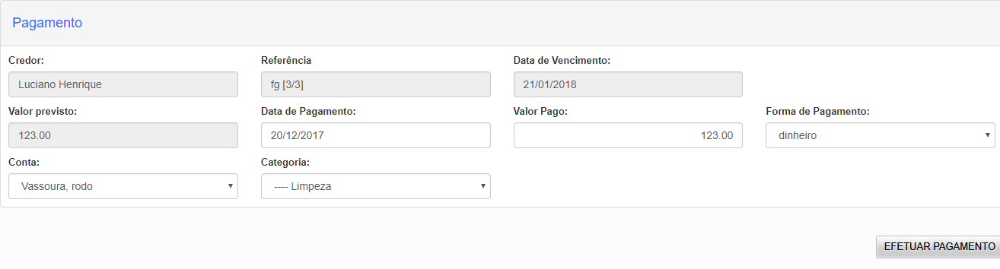 Pagamento
Credor: Referência Data de Vencimento:
Luciano Henrique fg [3/3] 21/01/2018
Valor previsto: Data de Pagamento: Valor Pago: Forma de Pagamento:
123.00 20/12/2017 123.00 dinheiro
Conta: Categoria:
Vassoura, rodo ---- Limpeza
EFETUAR PAGAMENTO